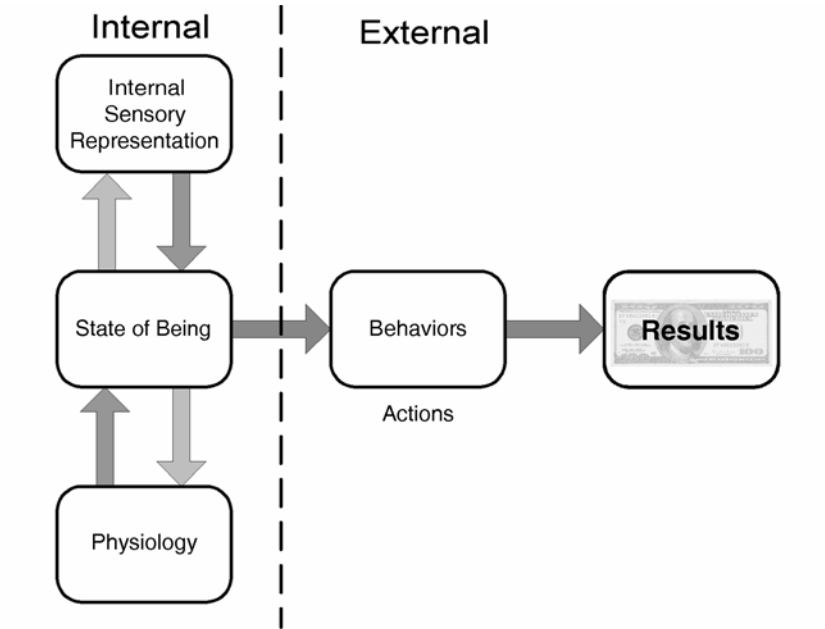 Internal
External
Internal
Sensory
Representation
State of Being
Behaviors
Results
Actions
Physiology